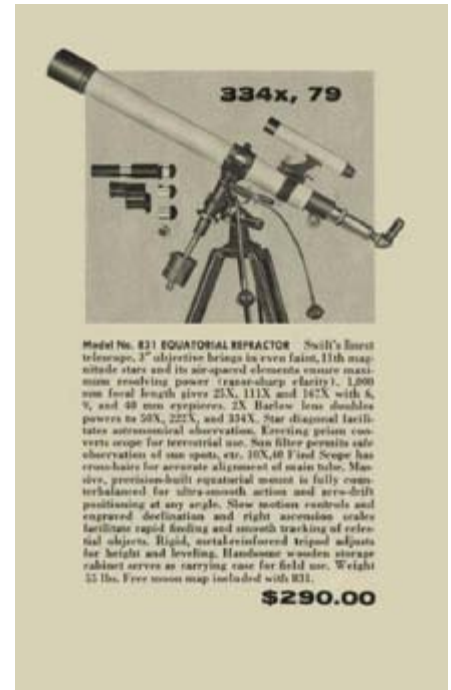 334x, 79
Model No. 831 EQUATORIAL REFRACTOR Swift's finest
telescope, 3" objective brings in even faint, 11th mag-
nitude stars and its air-spaced elements ensure maxi-
mum resolving power (razor-sharp clarity). 1,000
mm focal length gives 25X, 111X and 167X with 6,
9, and 40 mm eyepieces. 2X Barlow lens doubles
powers to 50X, 222X, and 334X. Star diagonal facili-
tates astronomical observation. Erecting prism con-
verts scope for terrestrial use. Sun filter permits safe
observation of sun spots, etc. 10X,40 Find Scope has
cross-hairs for accurate alignment of main tube. Mas-
sive, precision-built equatorial mount is fully coun-
terbalanced for ultra-smooth action and zero-drift
positioning at any angle. Slow motion controls and
engraved declination and right ascension scales
facilitate rapid finding and smooth tracking of celes-
tial objects. Rigid, metal-reinforced tripod adjusts
for height and leveling. Handsome wooden storage
cabinet serves as carrying case for field use. Weight
55 lbs. Free moon map included with 831.
$290.00